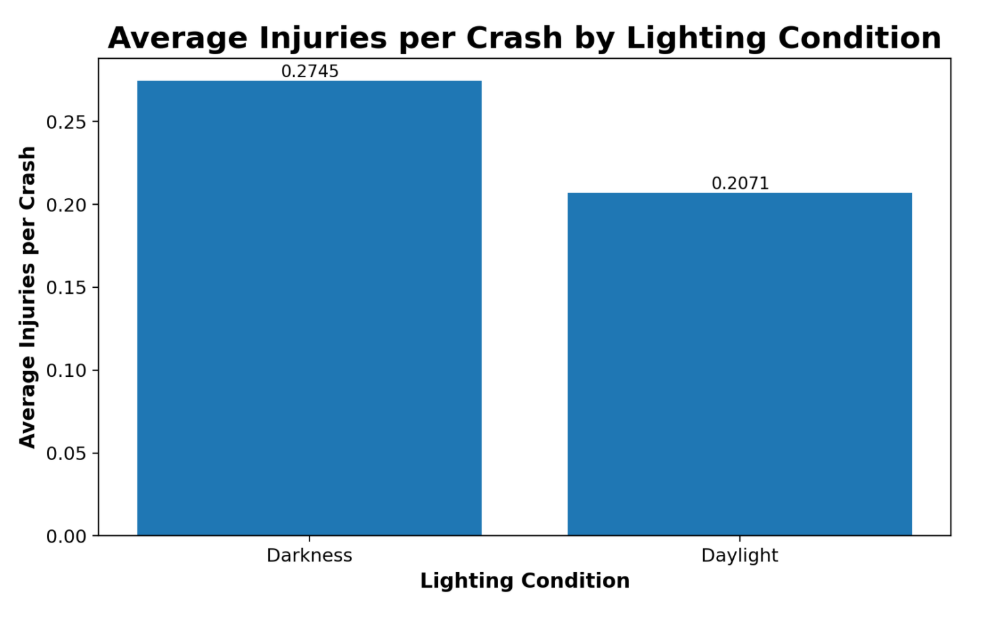 Average Injuries per Crash by Lighting Condition
0.2745
0.2071
Average Injuries per Crash
0.25
0.20
0.15
0.10
0.05
0.00
Darkness
Daylight
Lighting Condition